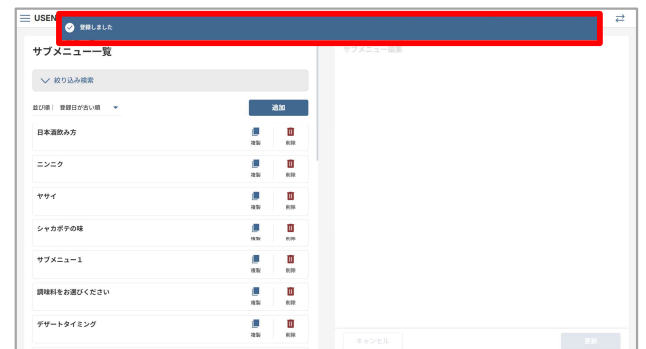 USEN
登録しました
サブメニュー一覧
サブメニュー編集
絞り込み検索
並び順 | 登録日が古い順
追加
日本酒飲み方
複製 削除
ニンニク
複製 削除
ヤサイ
複製 削除
シャカポテの味
複製 削除
サブメニュー１
複製 削除
調味料をお選びください
複製 削除
デザートタイミング
複製 削除
キャンセル
更新